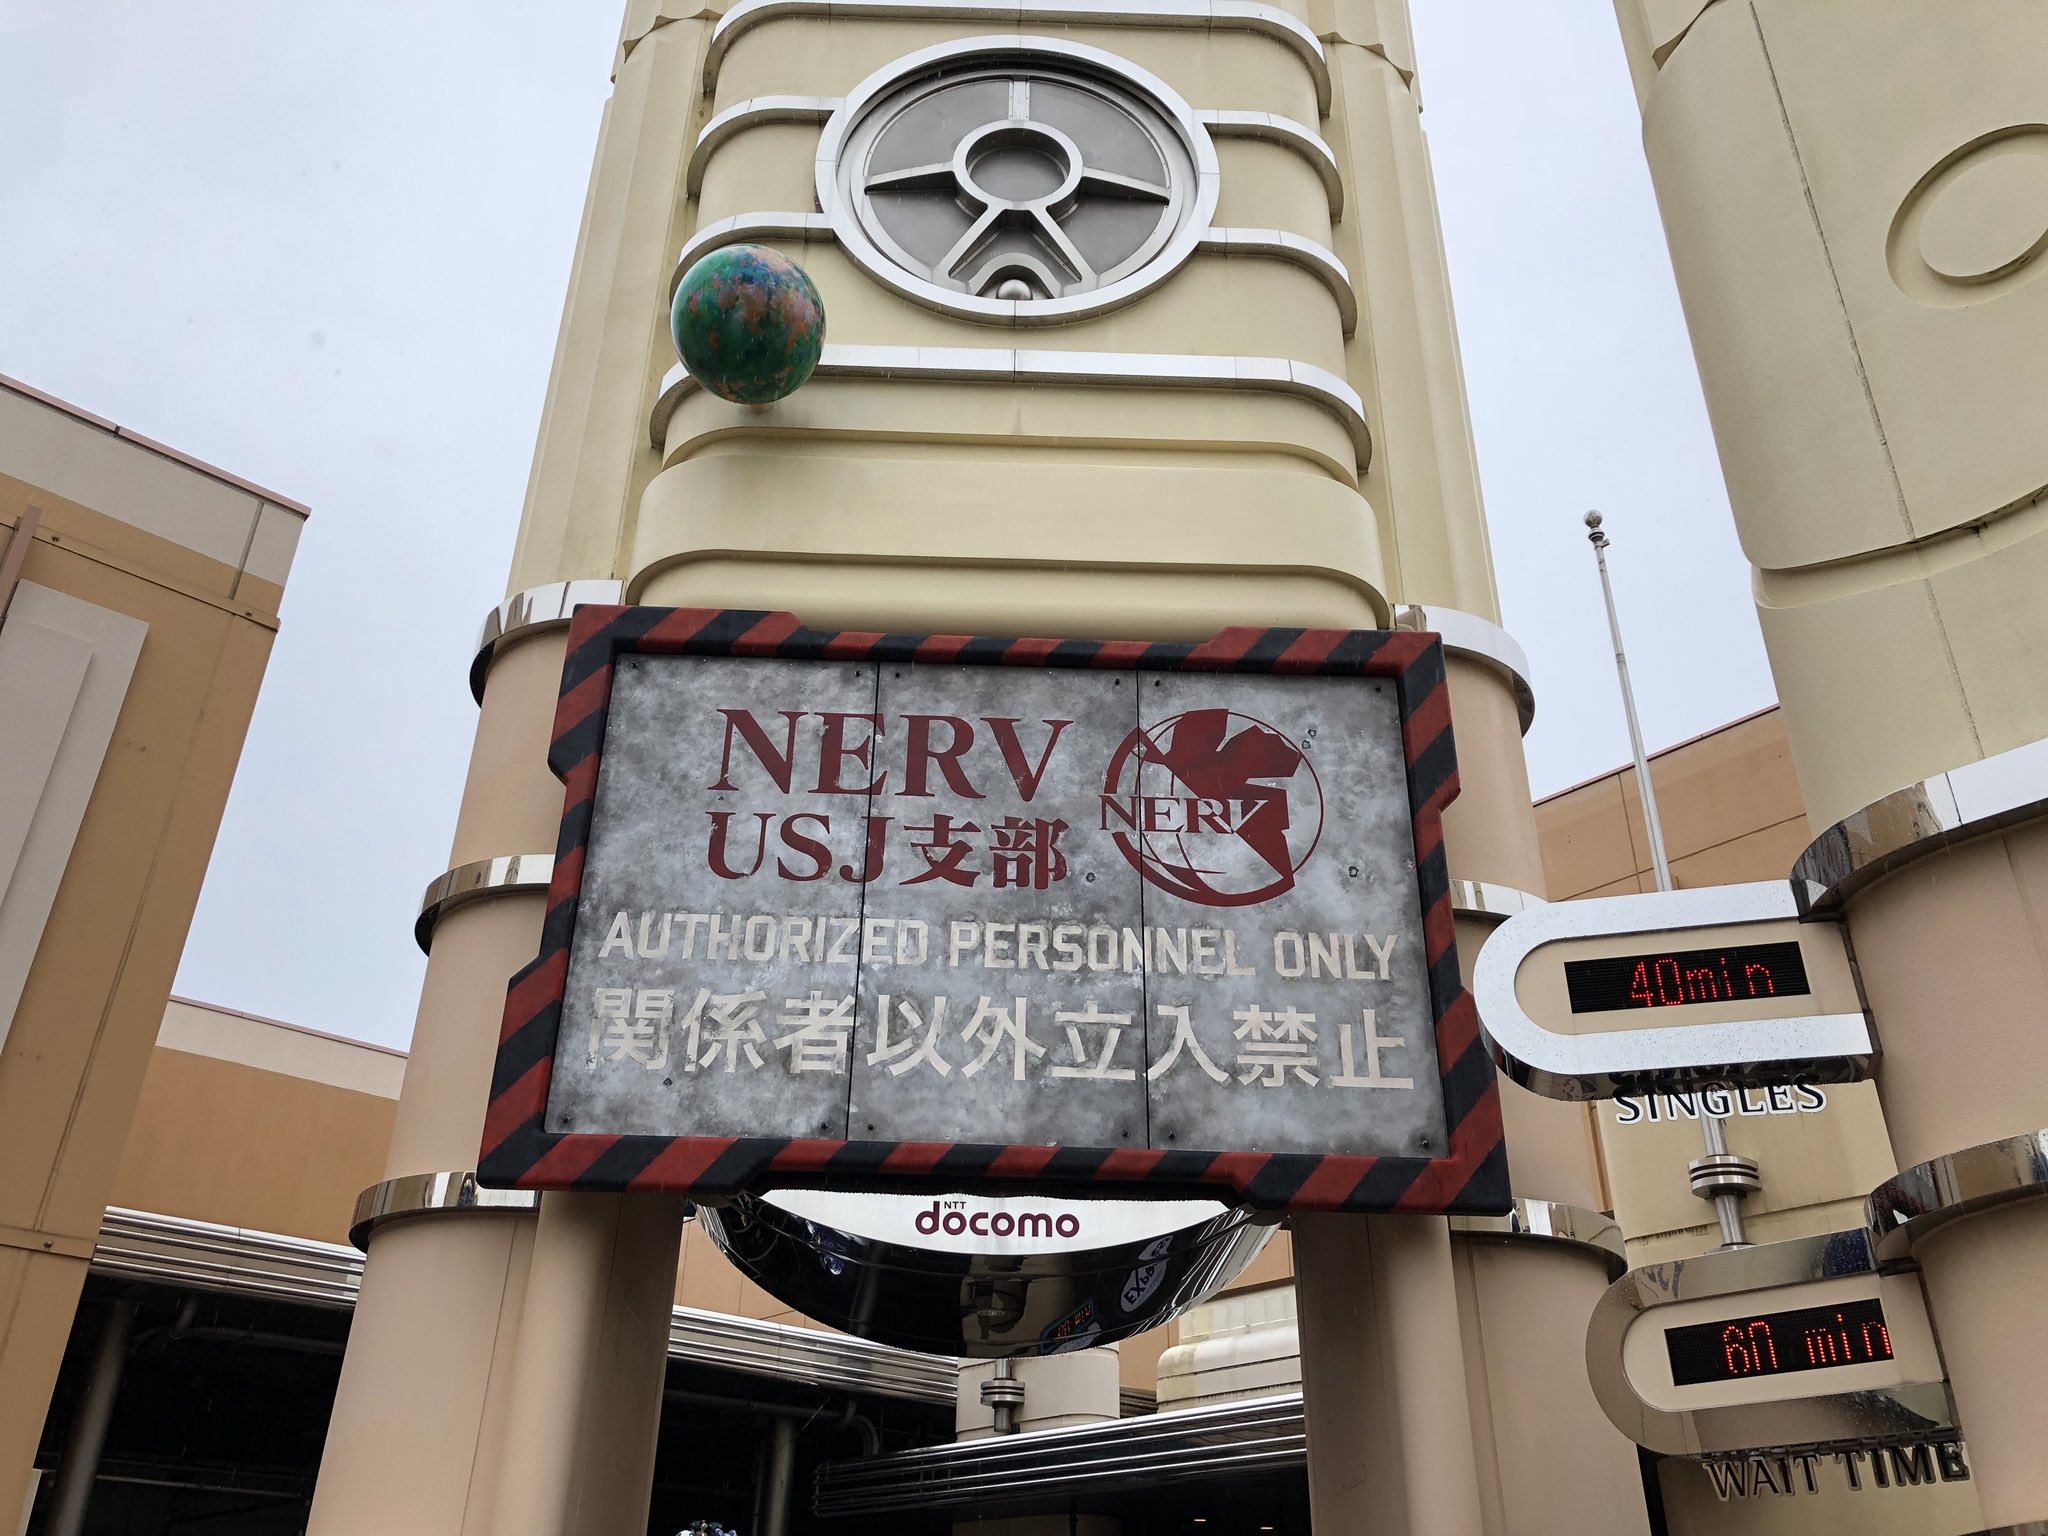 NERV
USJ支部
NERV
AUTHORIZED PERSONNEL ONLY
関係者以外立入禁止
NTT
docomo
40min
SINGLES
60 min
WAIT TIME